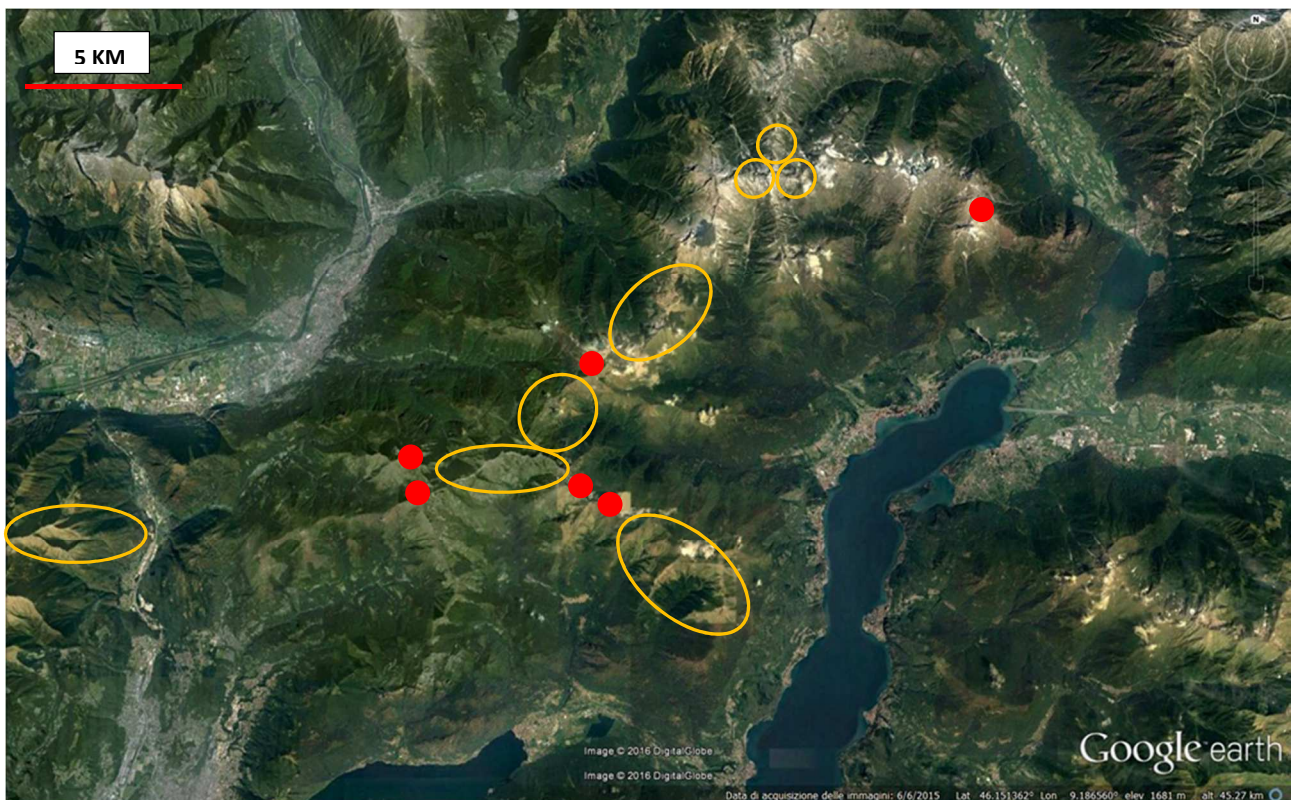 5 KM
N
Image © 2016 DigitalGlobe
Image © 2016 DigitalGlobe
Google earth
Data di acquisizione delle immagini: 6/6/2015 Lat 46.151362° Lon 9.186560° elev 1681 m alt 45.27 km